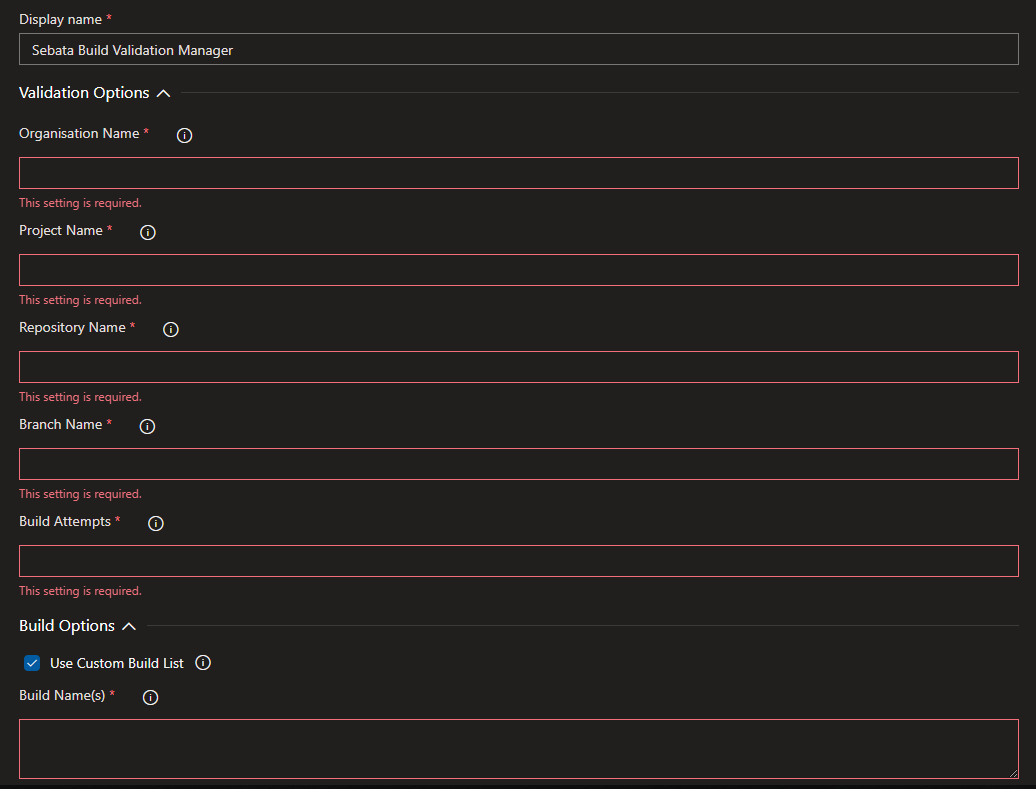 Display name *
Sebata Build Validation Manager
Validation Options
Organisation Name *
This setting is required.
Project Name *
This setting is required.
Repository Name *
This setting is required.
Branch Name *
This setting is required.
Build Attempts *
This setting is required.
Build Options
Use Custom Build List
Build Name(s) *